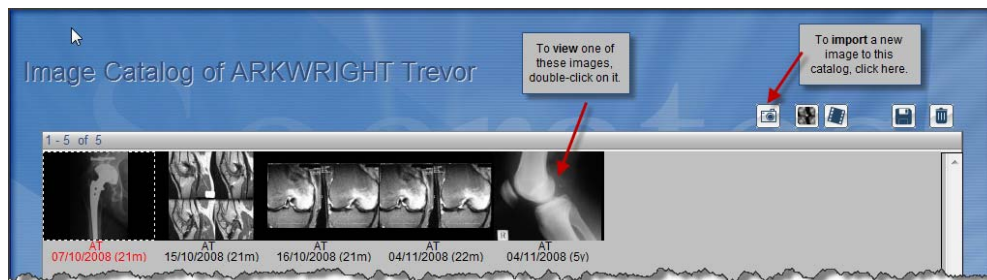 To view one of
these images,
double-click on it.
To import a new
image to this
catalog, click here.
Image Catalog of ARKWRIGHT Trevor
1 - 5 of 5
R
AT
07/10/2008 (21m)
AT
15/10/2008 (21m)
AT
16/10/2008 (21m)
AT
04/11/2008 (22m)
AT
04/11/2008 (5y)